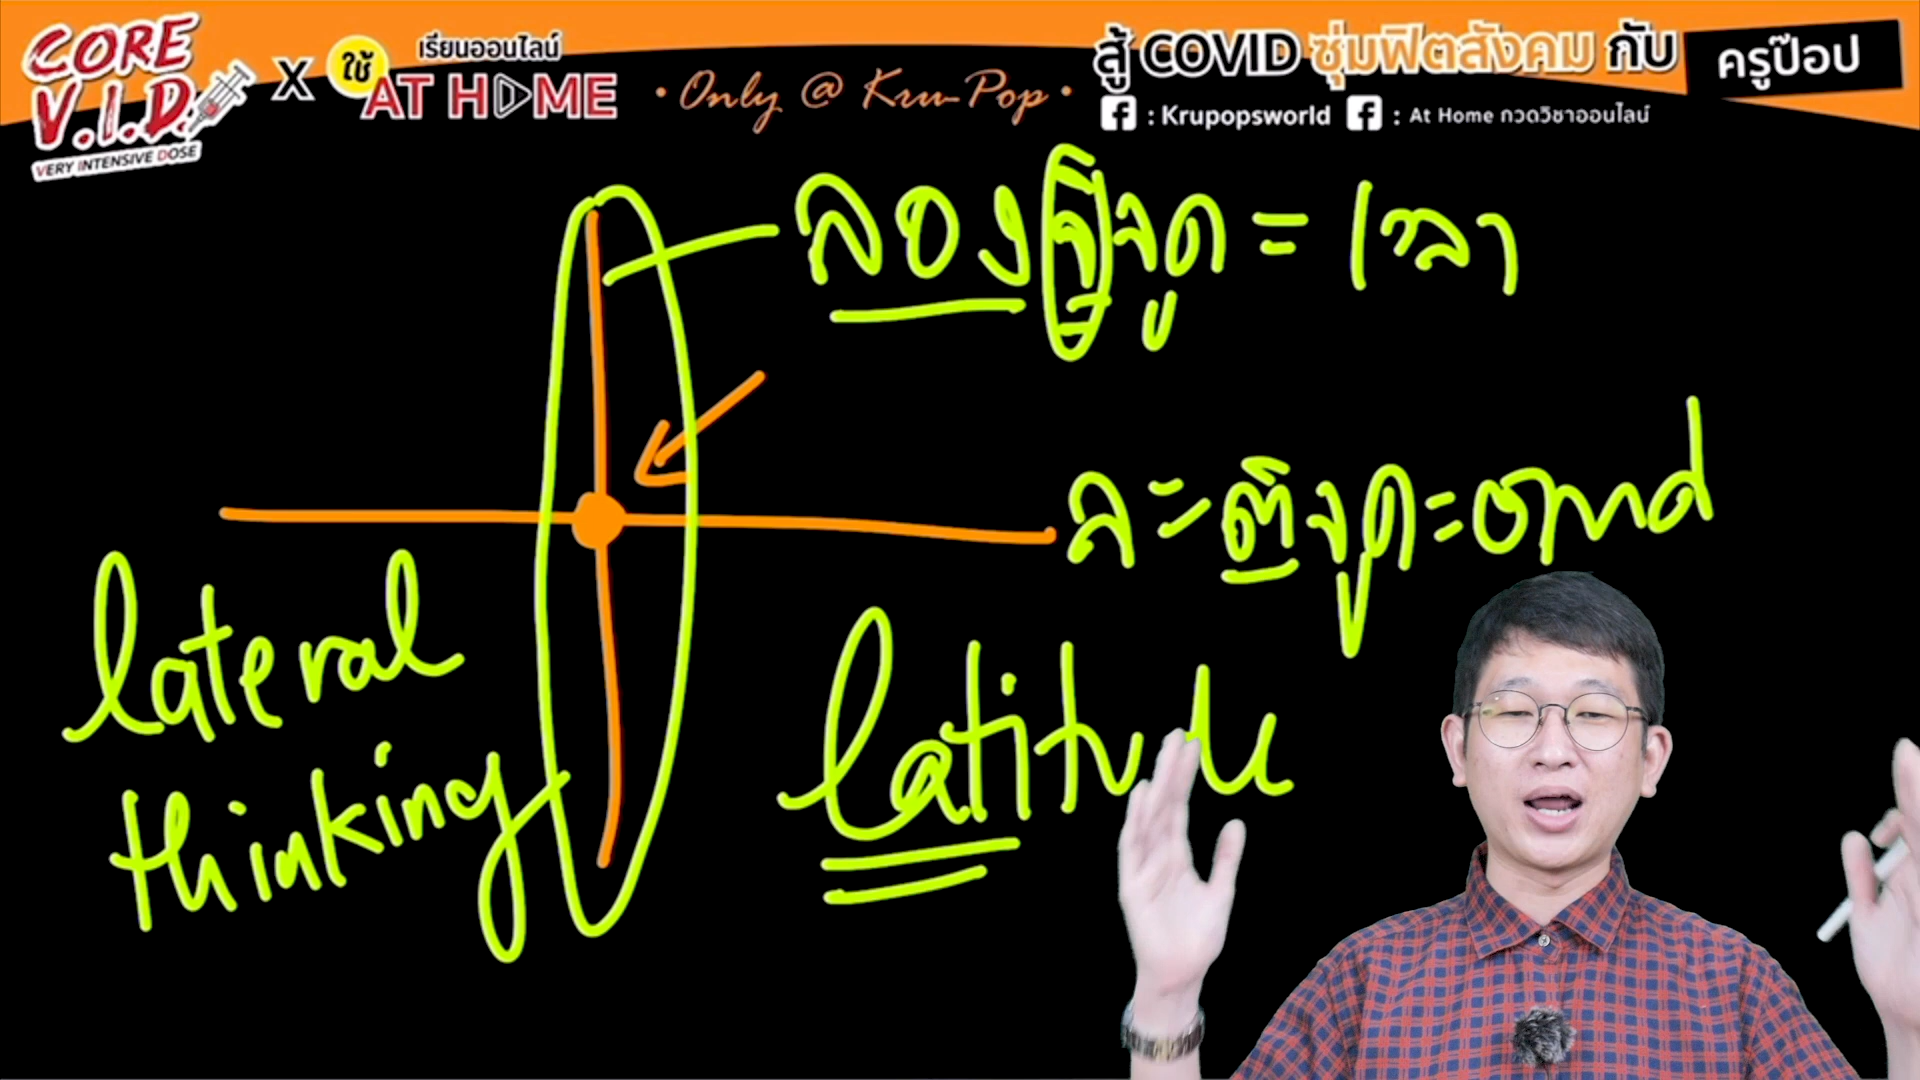 CORE
V.I.D.
VERY INTENSIVE DOSE
X
ใช้
เรียนออนไลน์
AT HOME
• Only @ Kru-Pop •
สู้ COVID ซุ่มฟิตสังคม กับ ครูป๊อป
: Krupopsworld
: At Home กวดวิชาออนไลน์
ลองจิจูด = เวลา
ละติจูด = อากาศ
lateral
thinking
latitude